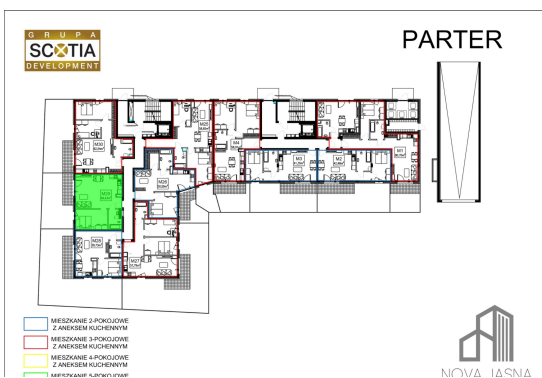 GRUPA
SCOTIA
DEVELOPMENT
PARTER
M30
M25
M4
M3
M2
M1
M29
M26
M28
M27
MIESZKANIE 2-POKOJOWE
Z ANEKSEM KUCHENNYM
MIESZKANIE 3-POKOJOWE
Z ANEKSEM KUCHENNYM
MIESZKANIE 4-POKOJOWE
Z ANEKSEM KUCHENNYM
MIESZKANIE 5-POKOJOWE
NOVA JASNA